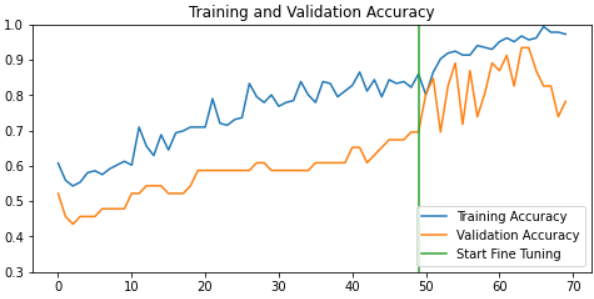 Training and Validation Accuracy
1.0
0.9
0.8
0.7
0.6
0.5
0.4
0.3
0 10 20 30 40 50 60 70
Training Accuracy
Validation Accuracy
Start Fine Tuning